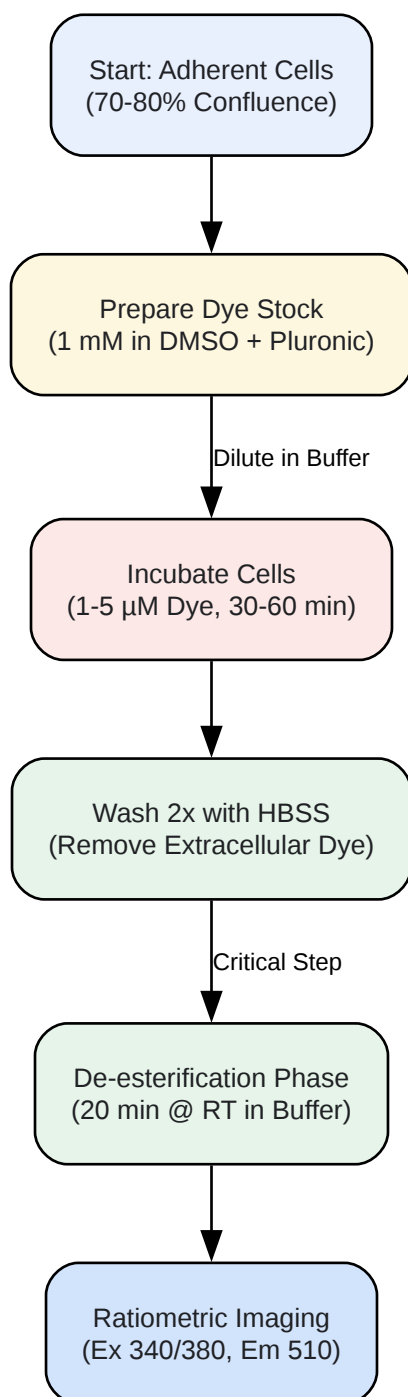 Start: Adherent Cells
(70-80% Confluence)
Prepare Dye Stock
(1 mM in DMSO + Pluronic)
Dilute in Buffer
Incubate Cells
(1-5 µM Dye, 30-60 min)
Wash 2x with HBSS
(Remove Extracellular Dye)
Critical Step
De-esterification Phase
(20 min @ RT in Buffer)
Ratiometric Imaging
(Ex 340/380, Em 510)